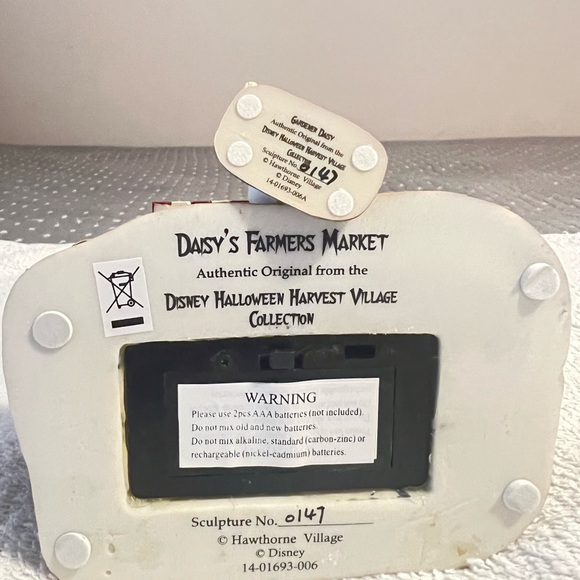 Gardener Daisy
Authentic Original from the
Disney Halloween Harvest Village
Collection
Sculpture No. 0147
© Hawthorne Village
© Disney
14-01693-006A
Daisy's Farmers Market
Authentic Original from the
Disney Halloween Harvest Village
Collection
WARNING
Please use 2pcs AAA batteries (not included).
Do not mix old and new batteries.
Do not mix alkaline, standard (carbon-zinc) or
rechargeable (nickel-cadmium) batteries.
Sculpture No. 0147
© Hawthorne Village
© Disney
14-01693-006